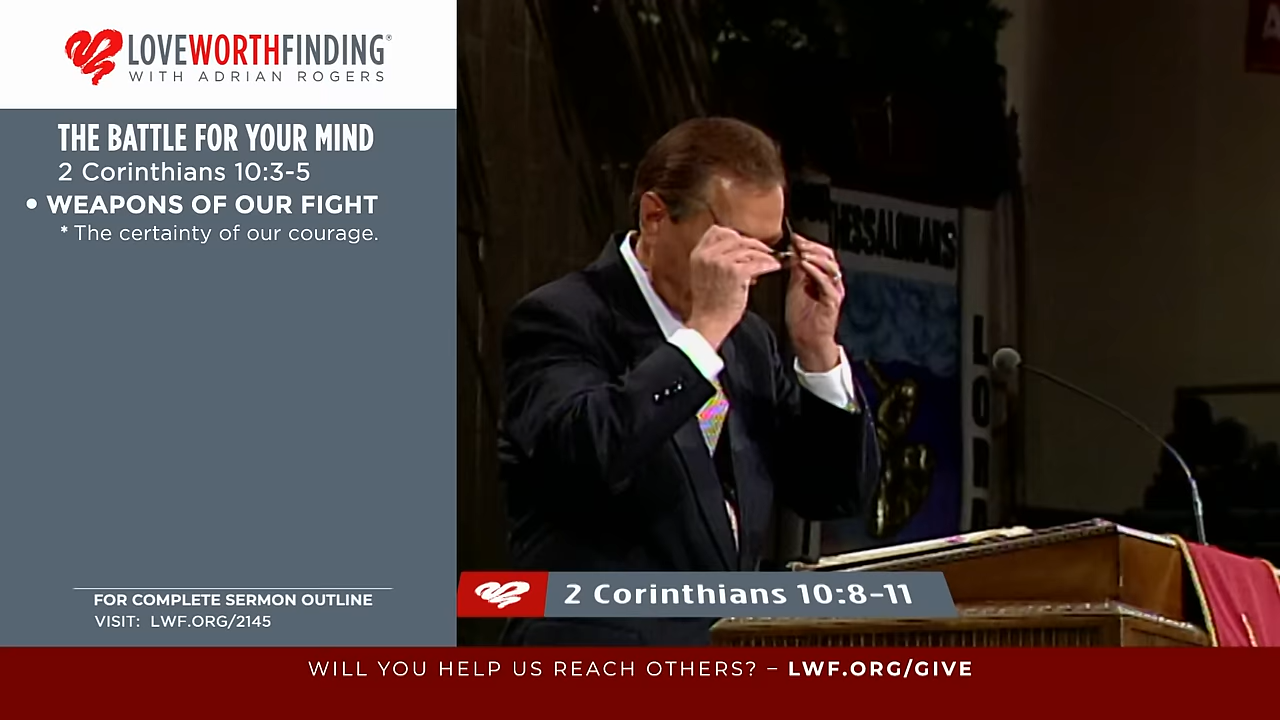 LOVEWORTHFINDING®
WITH ADRIAN ROGERS
THE BATTLE FOR YOUR MIND
2 Corinthians 10:3-5
• WEAPONS OF OUR FIGHT
* The certainty of our courage.
FOR COMPLETE SERMON OUTLINE
VISIT: LWF.ORG/2145
HESSALONIANS
LORD
2 Corinthians 10:8-11
WILL YOU HELP US REACH OTHERS? – LWF.ORG/GIVE